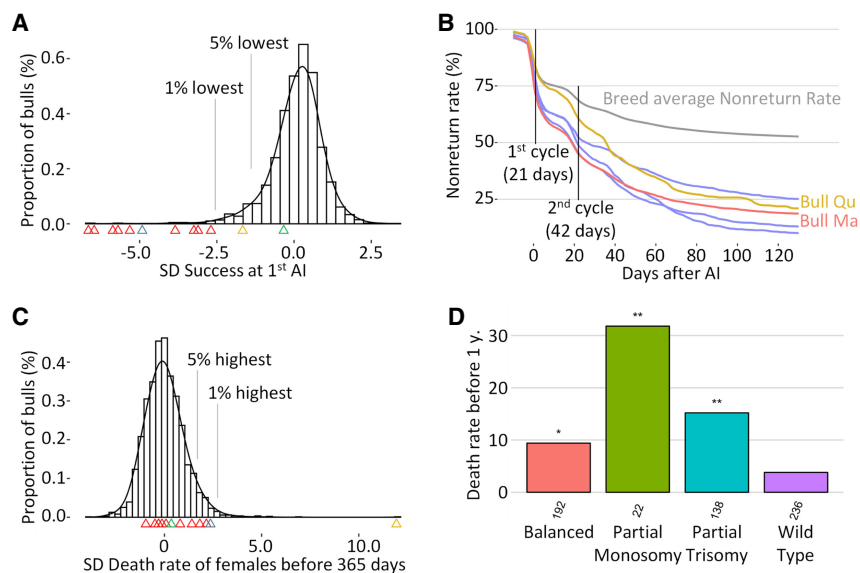 A
Proportion of bulls (%)
0.6-
0.4-
0.2-
0.0-
5% lowest
1% lowest
-5.0
-2.5
0.0
2.5
SD Success at 1st AI
B
Nonreturn rate (%)
100-
75-
50-
25-
Breed average Nonreturn Rate
1st cycle
(21 days)
2nd cycle
(42 days)
Bull Qu
Bull Ma
0
20
40
60
80
100
120
Days after AI
C
Proportion of bulls (%)
0.4-
0.3-
0.2-
0.1-
0.0-
5% highest
1% highest
0
5.0
10.0
SD Death rate of females before 365 days
D
Death rate before 1 y.
30
20
10
0
*
**
**
192
22
138
236
Balanced
Partial
Monosomy
Partial
Trisomy
Wild
Type